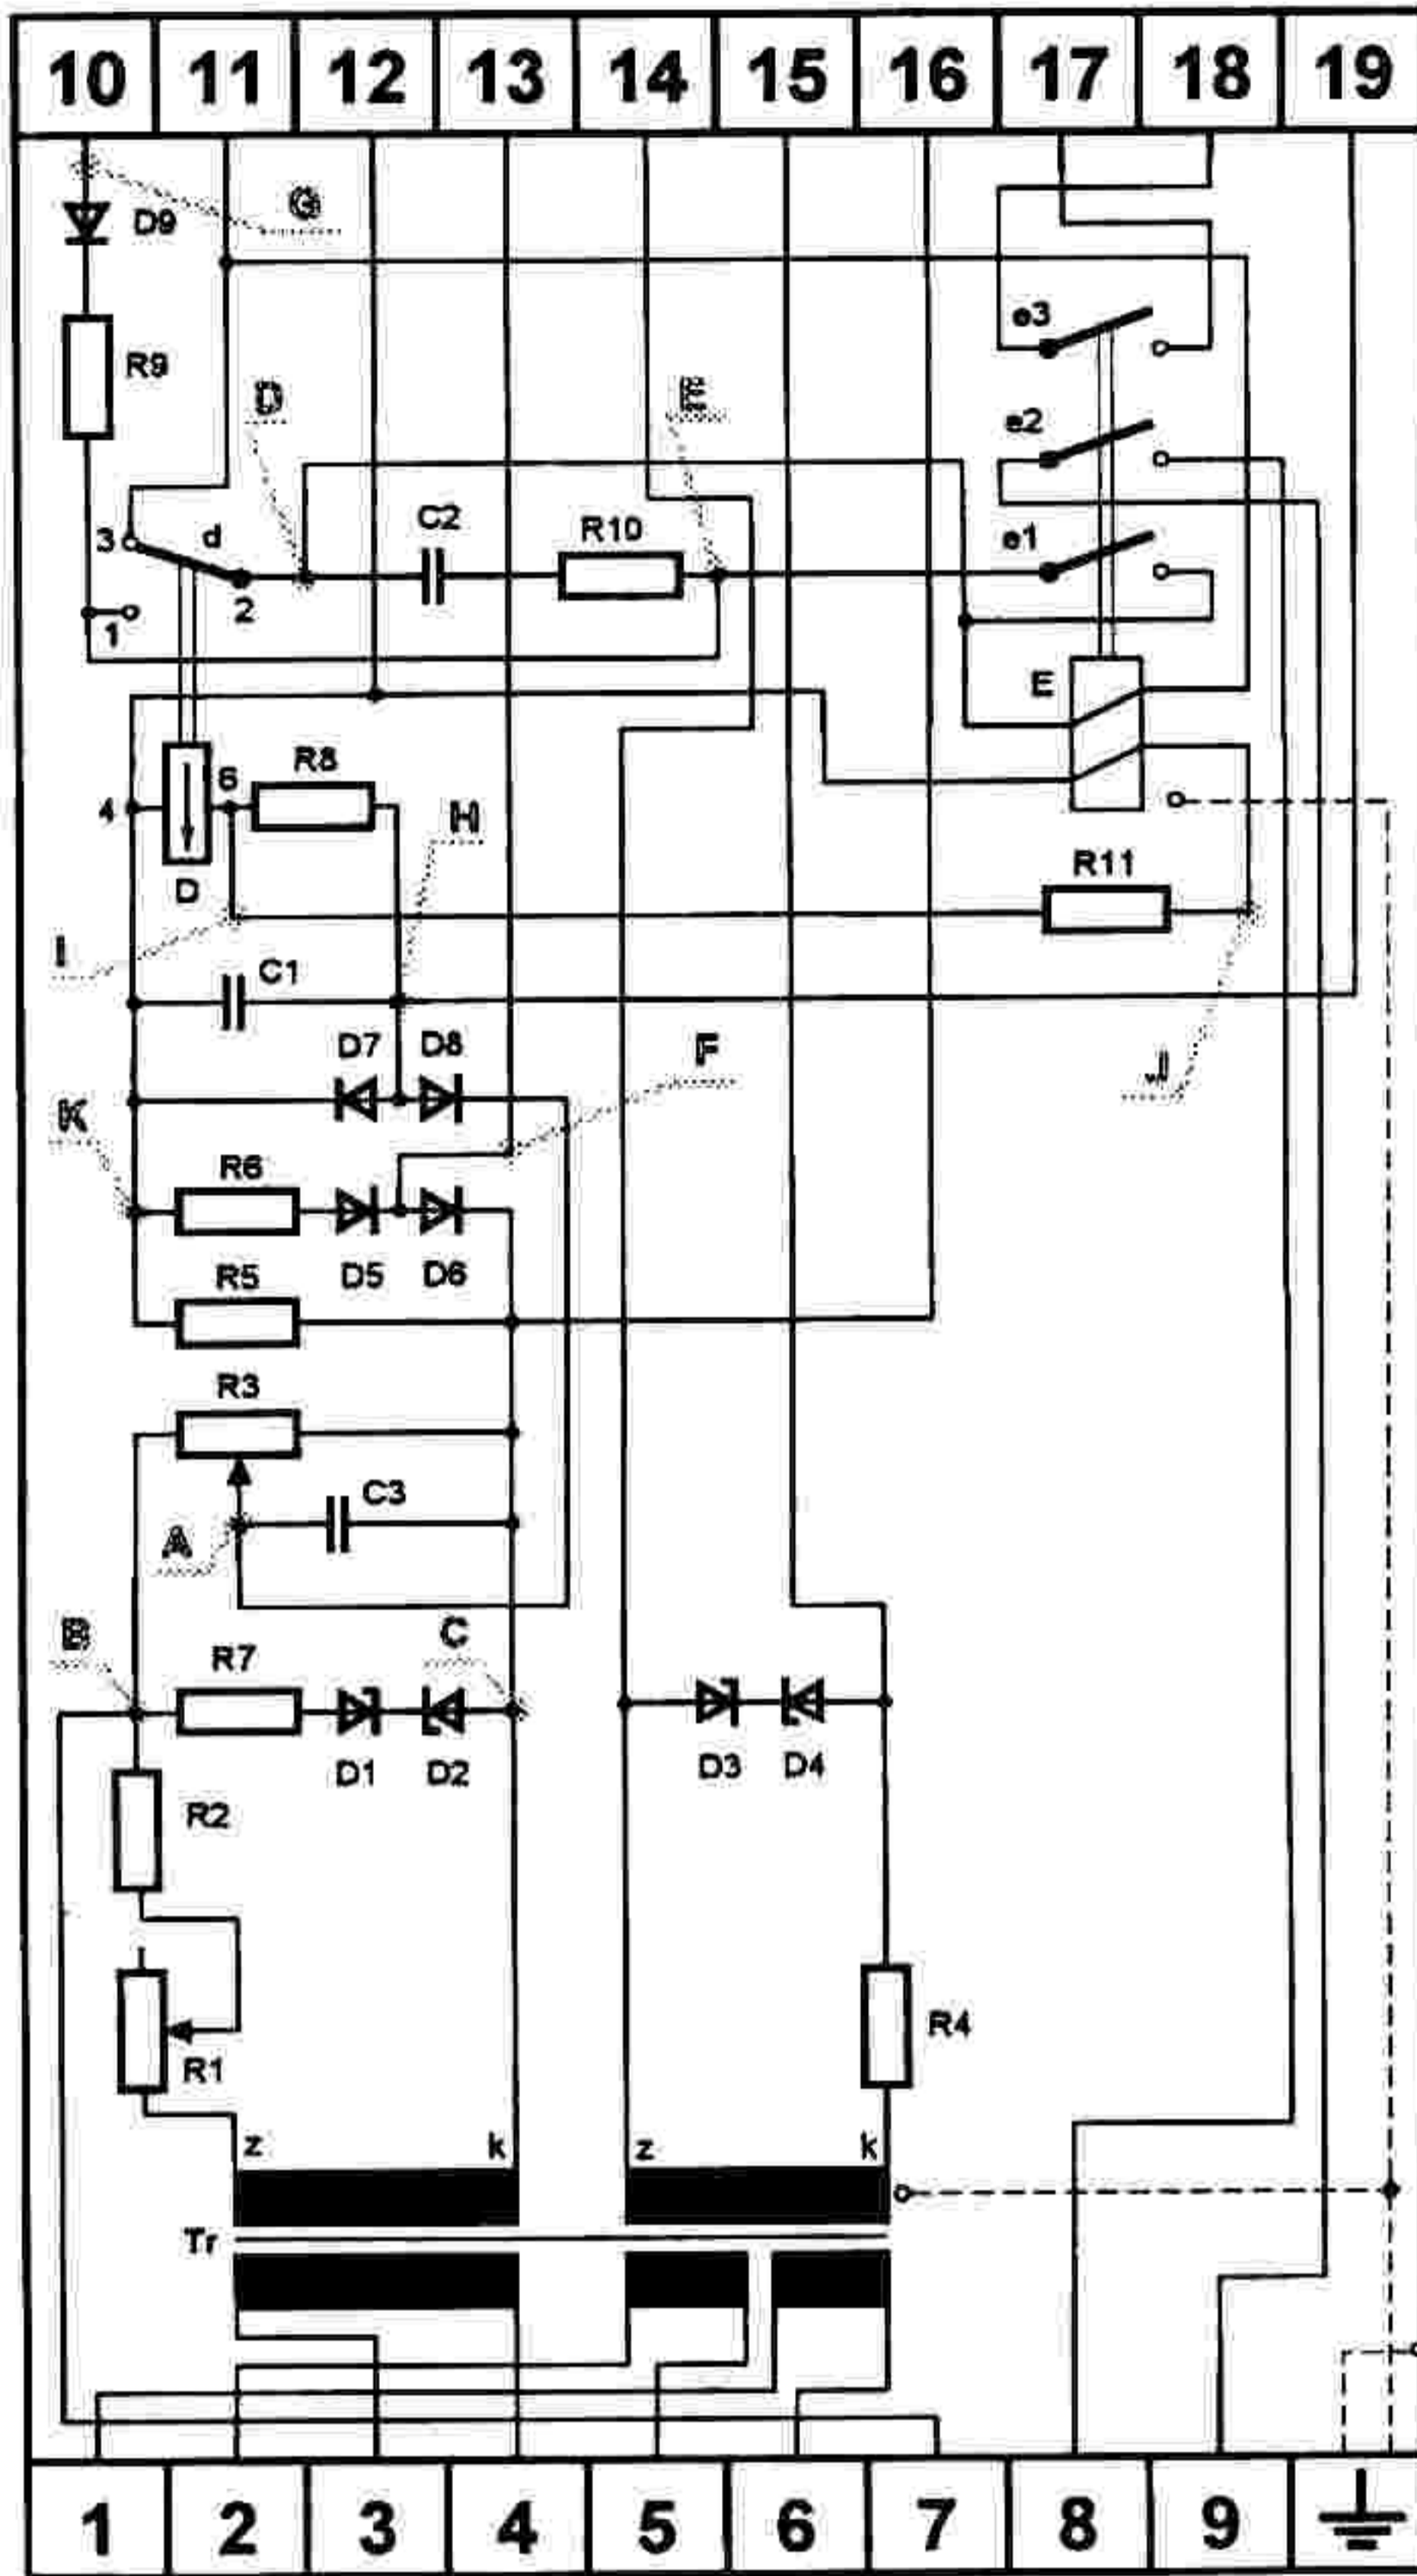 10 11 12 13 14 15 16 17 18 19
G
D9
e3
R9
D
E
e2
C2
R10
e1
3
d
2
1
E
R8
6
4
H
R11
D
I
C1
D7 D8
F
J
K
R6
D5 D6
R5
R3
C3
A
B
C
R7
D1 D2
D3 D4
R2
R4
R1
z k z k
Tr
1 2 3 4 5 6 7 8 9